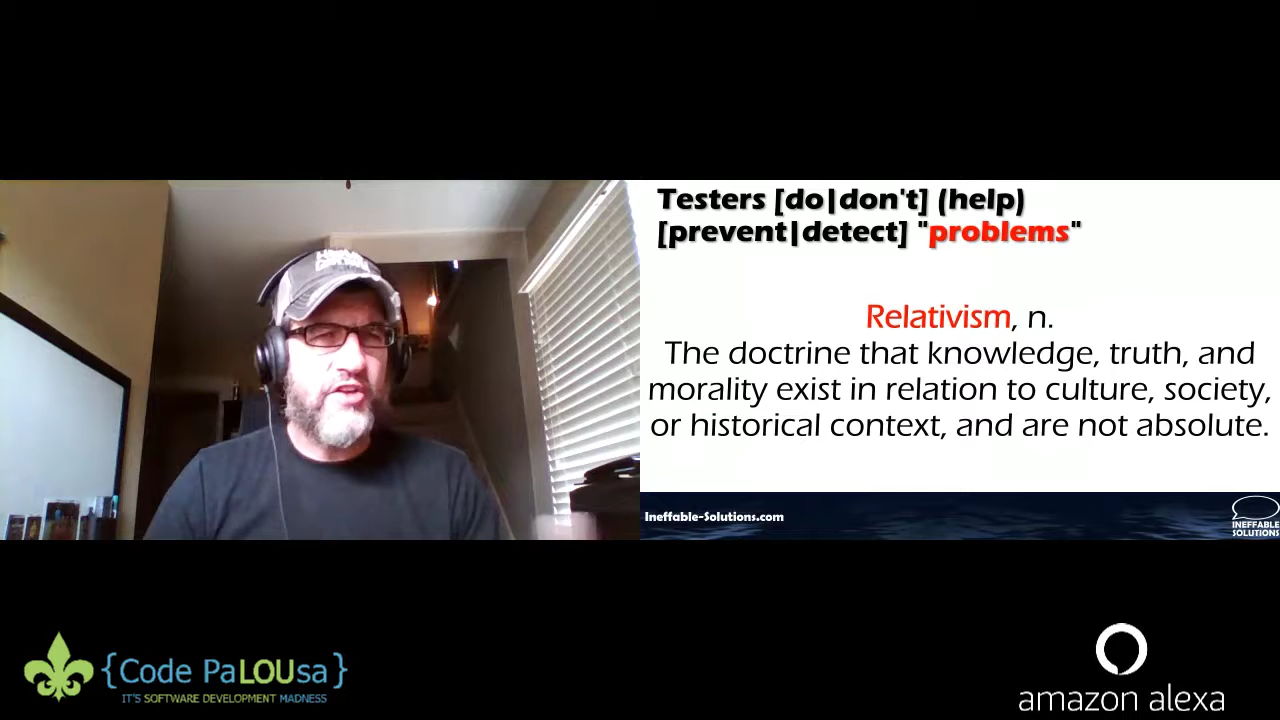 Testers [do|don't] (help)
[prevent|detect] "problems"
Relativism, n.
The doctrine that knowledge, truth, and
morality exist in relation to culture, society,
or historical context, and are not absolute.
Ineffable-Solutions.com
INEFFABLE
SOLUTIONS
{Code PaLOUsa}
IT'S SOFTWARE DEVELOPMENT MADNESS
amazon alexa